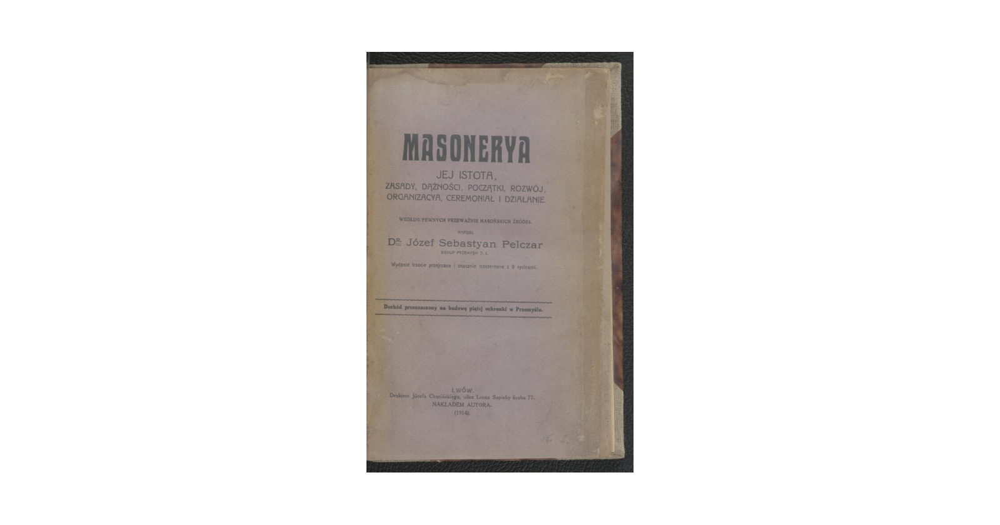 MASONERYA
JEJ ISTOTA,
ZASADY, DĄŻNOŚCI, POCZĄTKI, ROZWÓJ,
ORGANIZACYA, CEREMONIAŁ I DZIAŁANIE.
WEDŁUG PEWNYCH PRZEWAŻNIE MASOŃSKICH ŹRÓDEŁ
NAPISAŁ
DR. Józef Sebastyan Pelczar
BISKUP PRZEMYSKI O. Ł.
Wydanie trzecie przejrzane i znacznie rozszerzone z 9 rycinami.
Dochód przeznaczony na budowę piątej ochronki w Przemyślu.
LWÓW.
Drukiem Józefa Chęcińskiego, ulica Leona Sapiehy liczba 77.
NAKŁADEM AUTORA.
(1914).